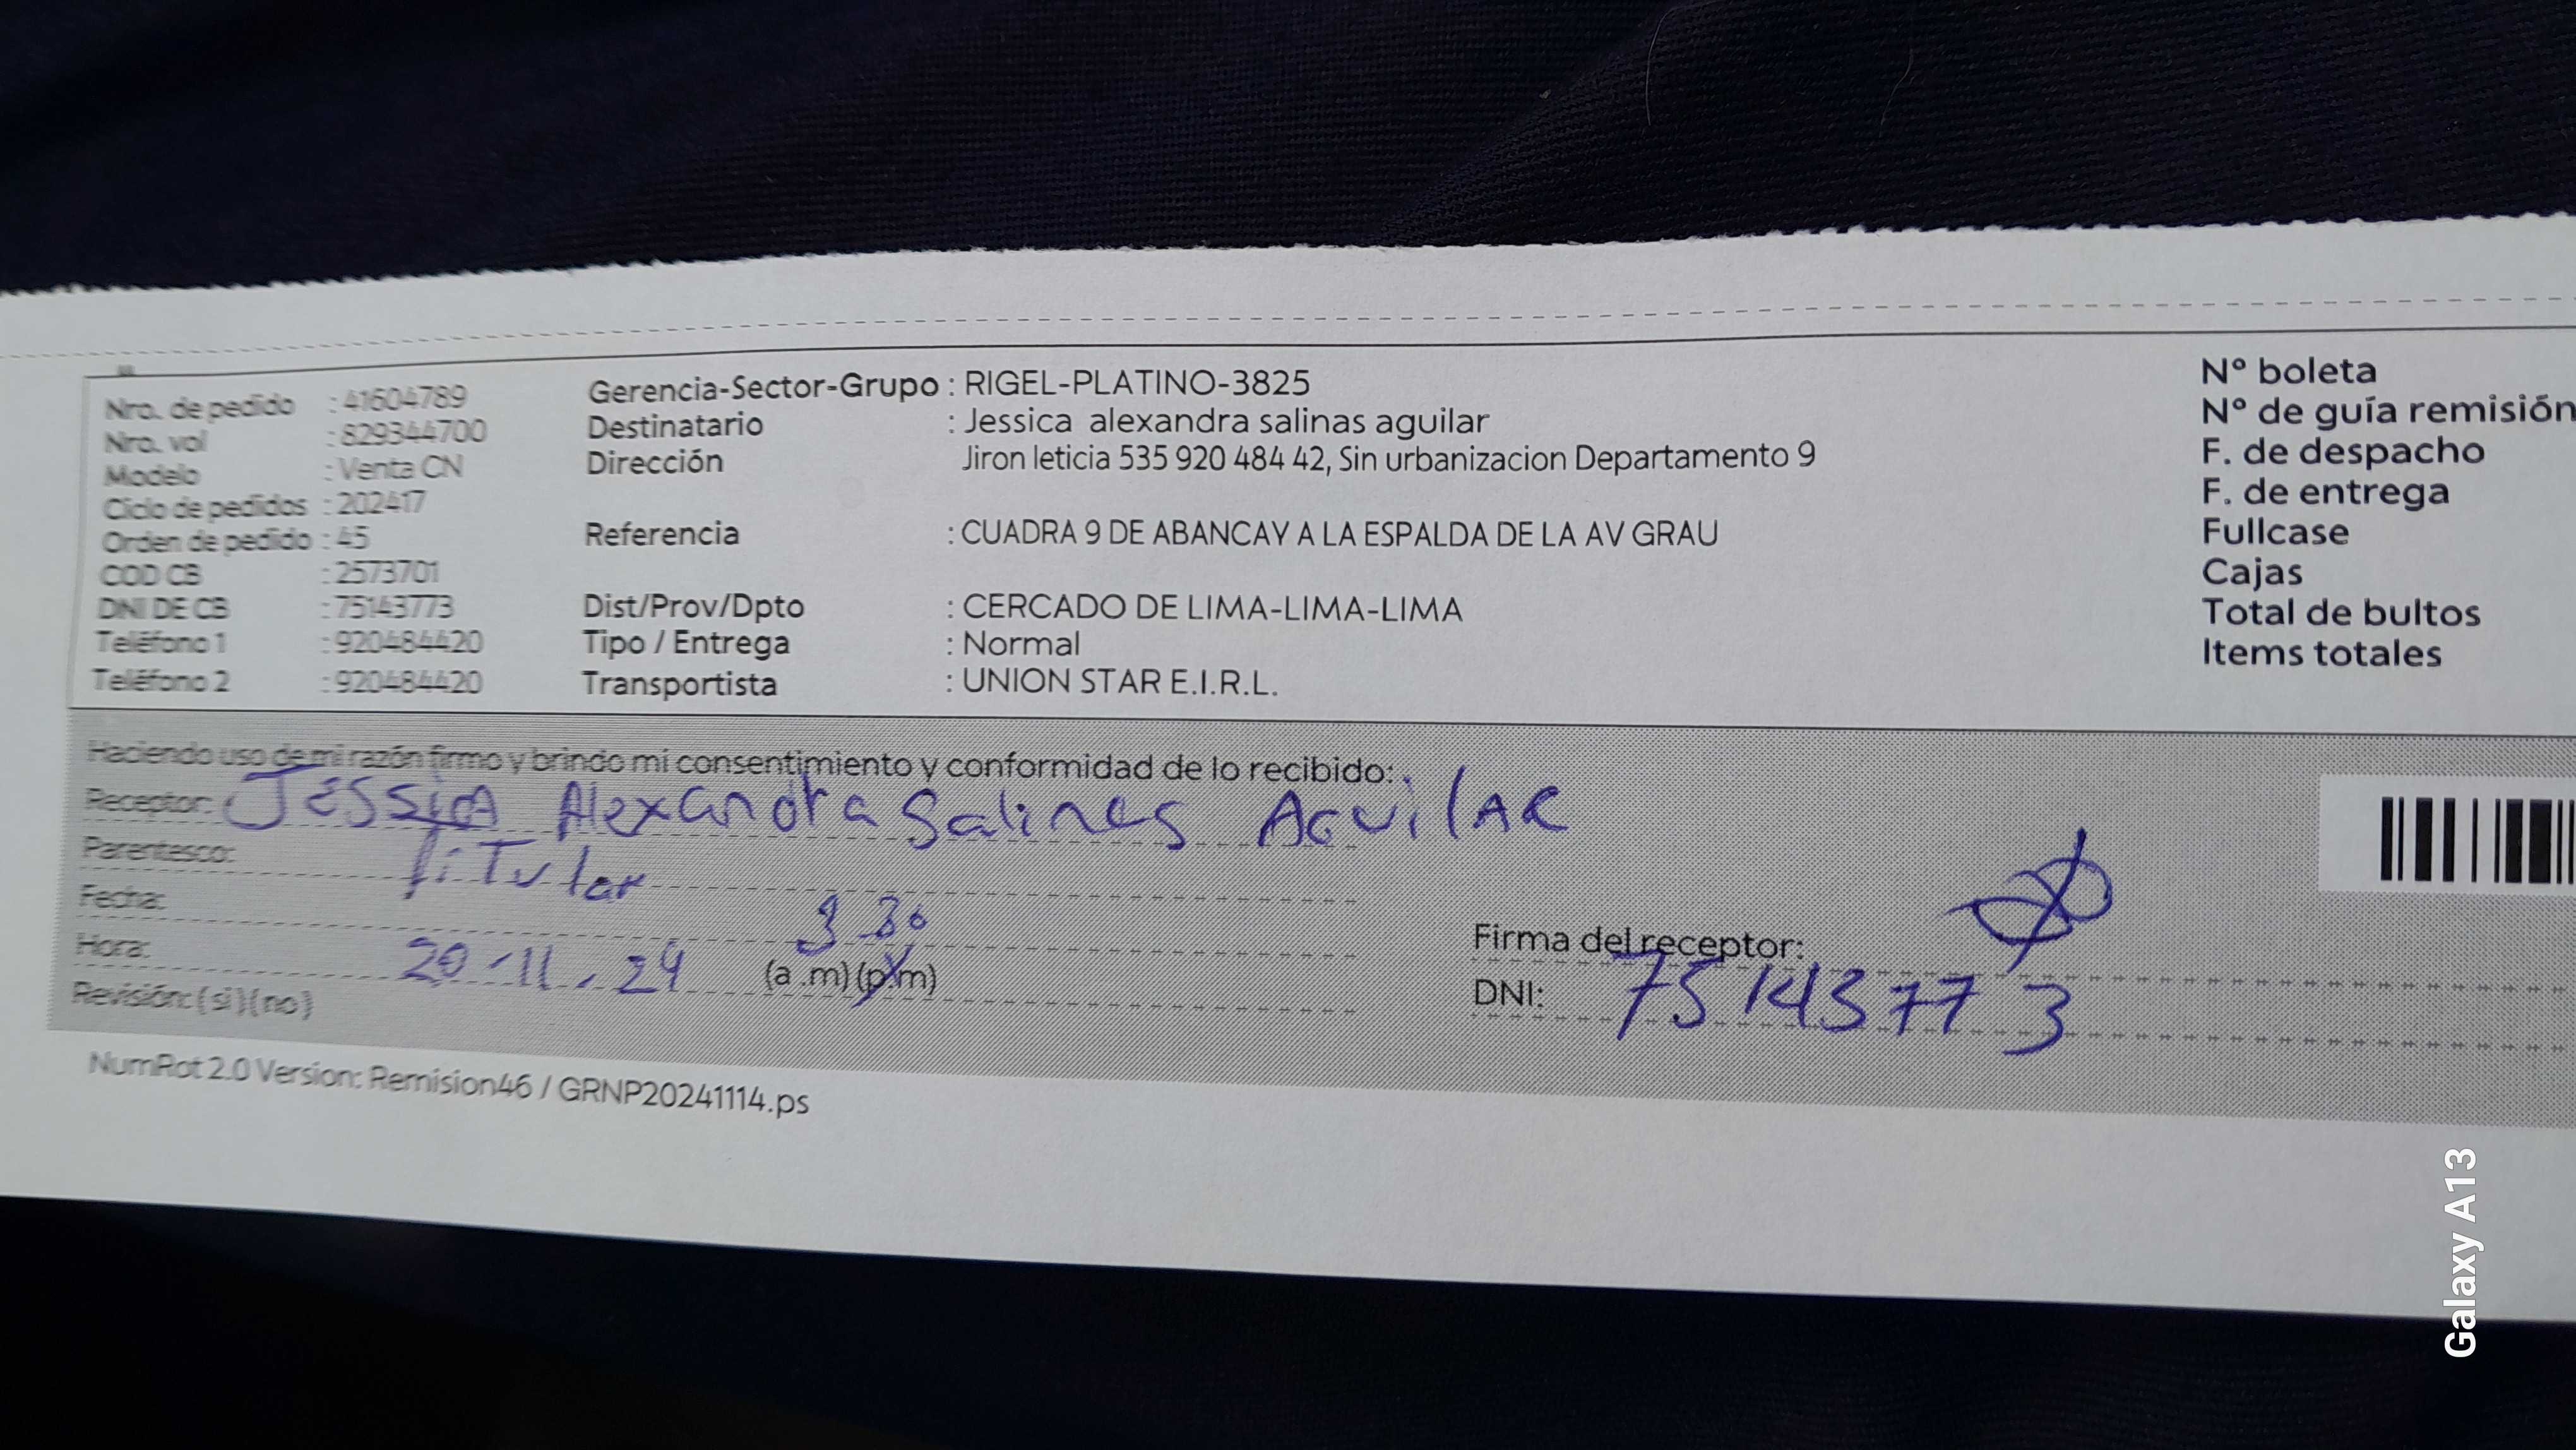 Nro. de pedido : 41604789
Nro. vol : 829344700
Modelo : Venta CN
Ciclo de pedidos : 202417
Orden de pedido : 45
COD CB : 2573701
DNI DE CB : 75143773
Teléfono 1 : 920484420
Teléfono 2 : 920484420
Gerencia-Sector-Grupo : RIGEL-PLATINO-3825
Destinatario : Jessica alexandra salinas aguilar
Dirección Jiron leticia 535 920 484 42, Sin urbanizacion Departamento 9
Referencia : CUADRA 9 DE ABANCAY A LA ESPALDA DE LA AV GRAU
Dist/Prov/Dpto : CERCADO DE LIMA-LIMA-LIMA
Tipo / Entrega : Normal
Transportista : UNION STAR E.I.R.L.
Nº boleta
Nº de guía remisión
F. de despacho
F. de entrega
Fullcase
Cajas
Total de bultos
Items totales
Haciendo uso de mi razón firmo y brindo mi consentimiento y conformidad de lo recibido:
Receptor: Jessica Alexandra Salinas Aguilar
Parentesco: Titular
Fecha:
3 30
Hora: 20-11-24 (a .m)(p.m)
Revisión: (si)(no)
Firma del receptor:
DNI: 75143773
NumRot 2.0 Version: Remision46 / GRNP20241114.ps
Galaxy A13